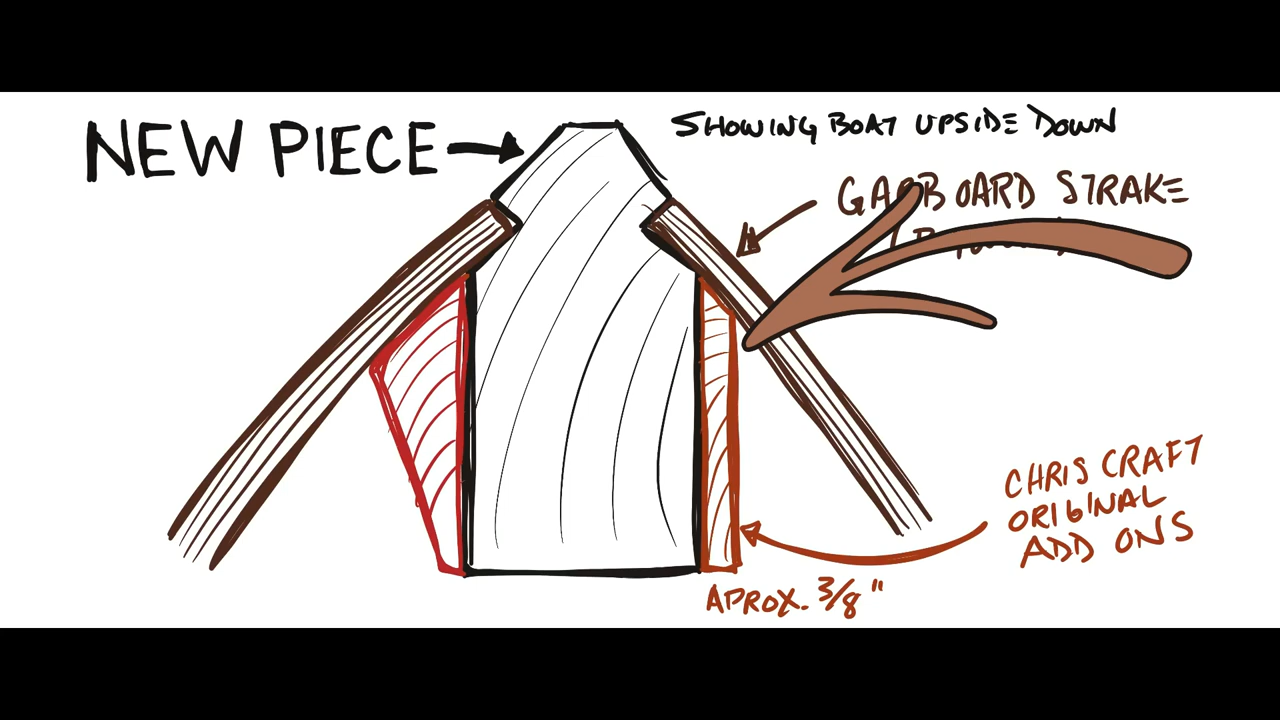 NEW PIECE
SHOWING BOAT UPSIDE DOWN
GARBOARD STRAKE
CHRIS CRAFT
ORIGINAL
ADD ONS
APROX. 3/8"